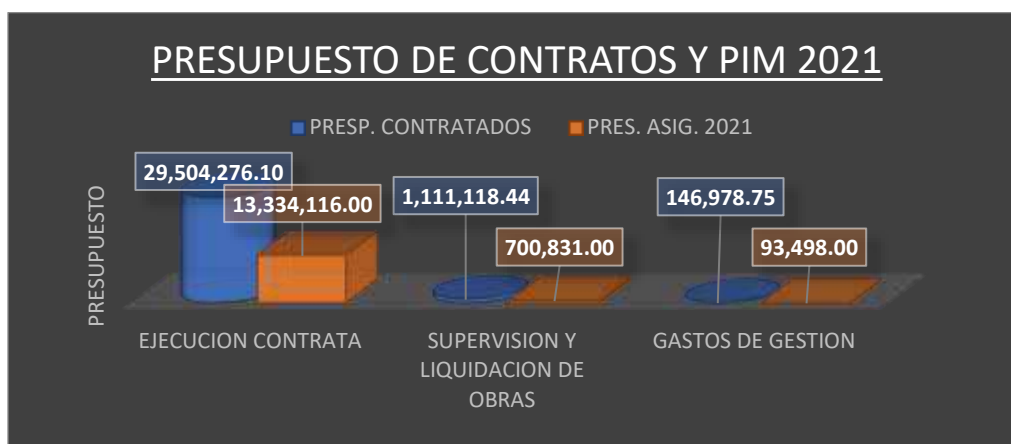 PRESUPUESTO DE CONTRATOS Y PIM 2021
PRESP. CONTRATADOS
PRES. ASIG. 2021
29,504,276.10
13,334,116.00
1,111,118.44
700,831.00
146,978.75
93,498.00
PRESUPUESTO
EJECUCION CONTRATA
SUPERVISION Y
LIQUIDACION DE
OBRAS
GASTOS DE GESTION